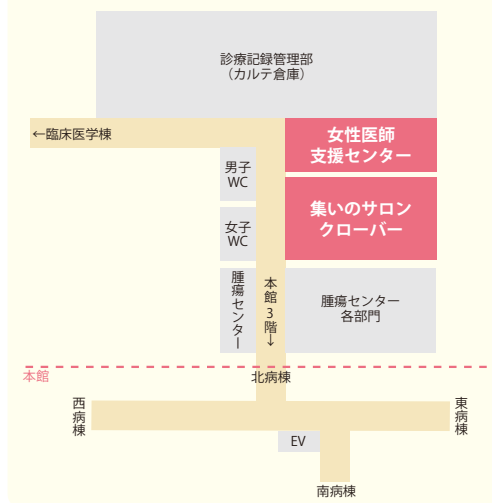 診療記録管理部
（カルテ倉庫）
←臨床医学棟
女性医師
支援センター
男子
WC
集いのサロン
クローバー
女子
WC
腫瘍センター
本館3階→
腫瘍センター
各部門
本館
北病棟
西病棟
東病棟
EV
南病棟